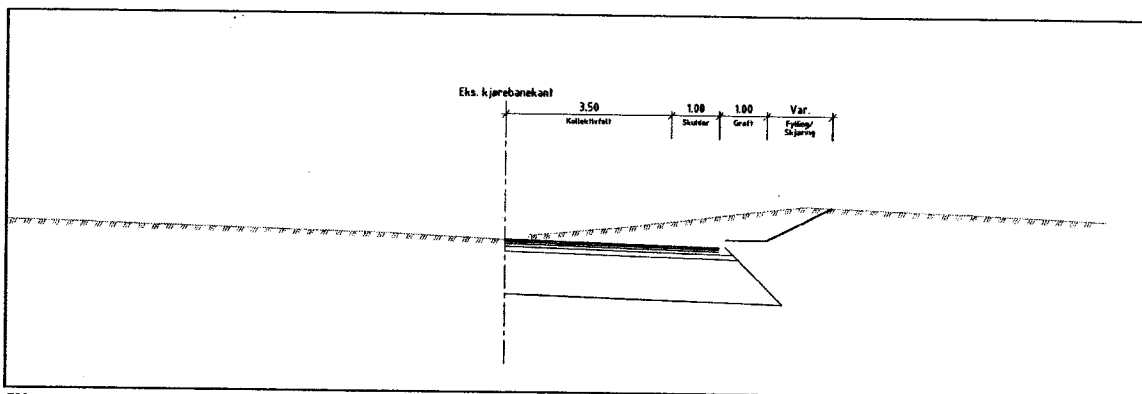 Eks. kjørebanekant
3.50 1.00 1.00 Var.
Kollektivfelt Skulder Grøft Fylling/
Skjæring